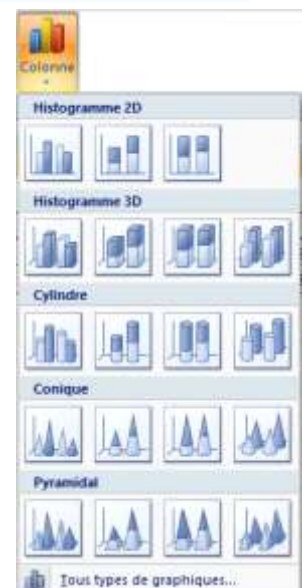 Colonne
Histogramme 2D
Histogramme 3D
Cylindre
Conique
Pyramidal
Tous types de graphiques...